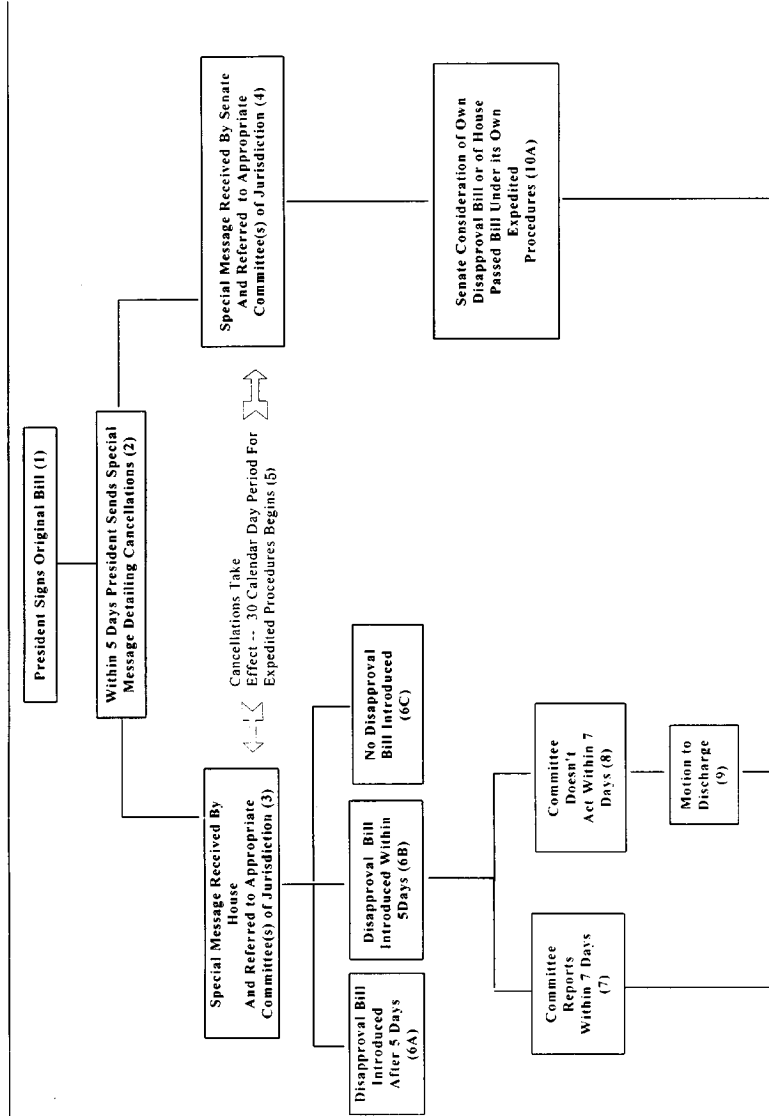 President Signs Original Bill (1)
Within 5 Days President Sends Special
Message Detailing Cancellations (2)
Special Message Received By
House
And Referred to Appropriate
Committee(s) of Jurisdiction (3)
Cancellations Take
Effect -- 30 Calendar Day Period For
Expedited Procedures Begins (5)
Special Message Received By Senate
And Referred to Appropriate
Committee(s) of Jurisdiction (4)
Disapproval Bill
Introduced
After 5 Days
(6A)
Disapproval Bill
Introduced Within
5Days (6B)
No Disapproval
Bill Introduced
(6C)
Senate Consideration of Own
Disapproval Bill or of House
Passed Bill Under its Own
Expedited
Procedures (10A)
Committee
Reports
Within 7 Days
(7)
Committee
Doesn't
Act Within 7
Days (8)
Motion to
Discharge
(9)